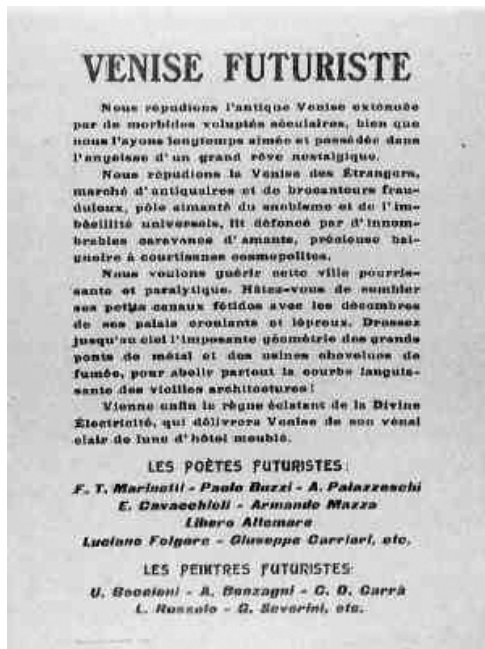 VENISE FUTURISTE
Nous répudions l'antique Venise exténuée
par de morbides voluptés séculaires, bien que
nous l'ayons longtemps aimée et possédée dans
l'angoisse d'un grand rêve nostalgique.
Nous répudions la Venise des Étrangers,
marché d'antiquaires et de brocanteurs frau-
duleux, pôle aimanté du snobisme et de l'im-
bécillité universels, lit défoncé par d'innom-
brables caravanes d'amants, précieuse bai-
gnoire à courtisanes cosmopolites.
Nous voulons guérir cette ville pourris-
sante et paralytique. Hâtez-vous de combler
ses petits canaux fétides avec les décombres
de ses palais croulants et lépreux. Dressez
jusqu'au ciel l'imposante géométrie des grands
ponts de métal et des usines chevelues de
fumée, pour abolir partout la courbe languis-
sante des vieilles architectures!
Vienne enfin le règne éclatant de la Divine
Électricité, qui délivrera Venise de son vénal
clair de lune d'hôtel meublé.
LES POÈTES FUTURISTES:
F. T. Marinetti - Paolo Buzzi - A. Palazzeschi
E. Cavacchioli - Armando Mazza
Libero Altomare
Luciano Folgore - Giuseppe Carrieri, etc.
LES PEINTRES FUTURISTES:
U. Boccioni - A. Bonzagni - C. D. Carrà
L. Russolo - G. Severini, etc.